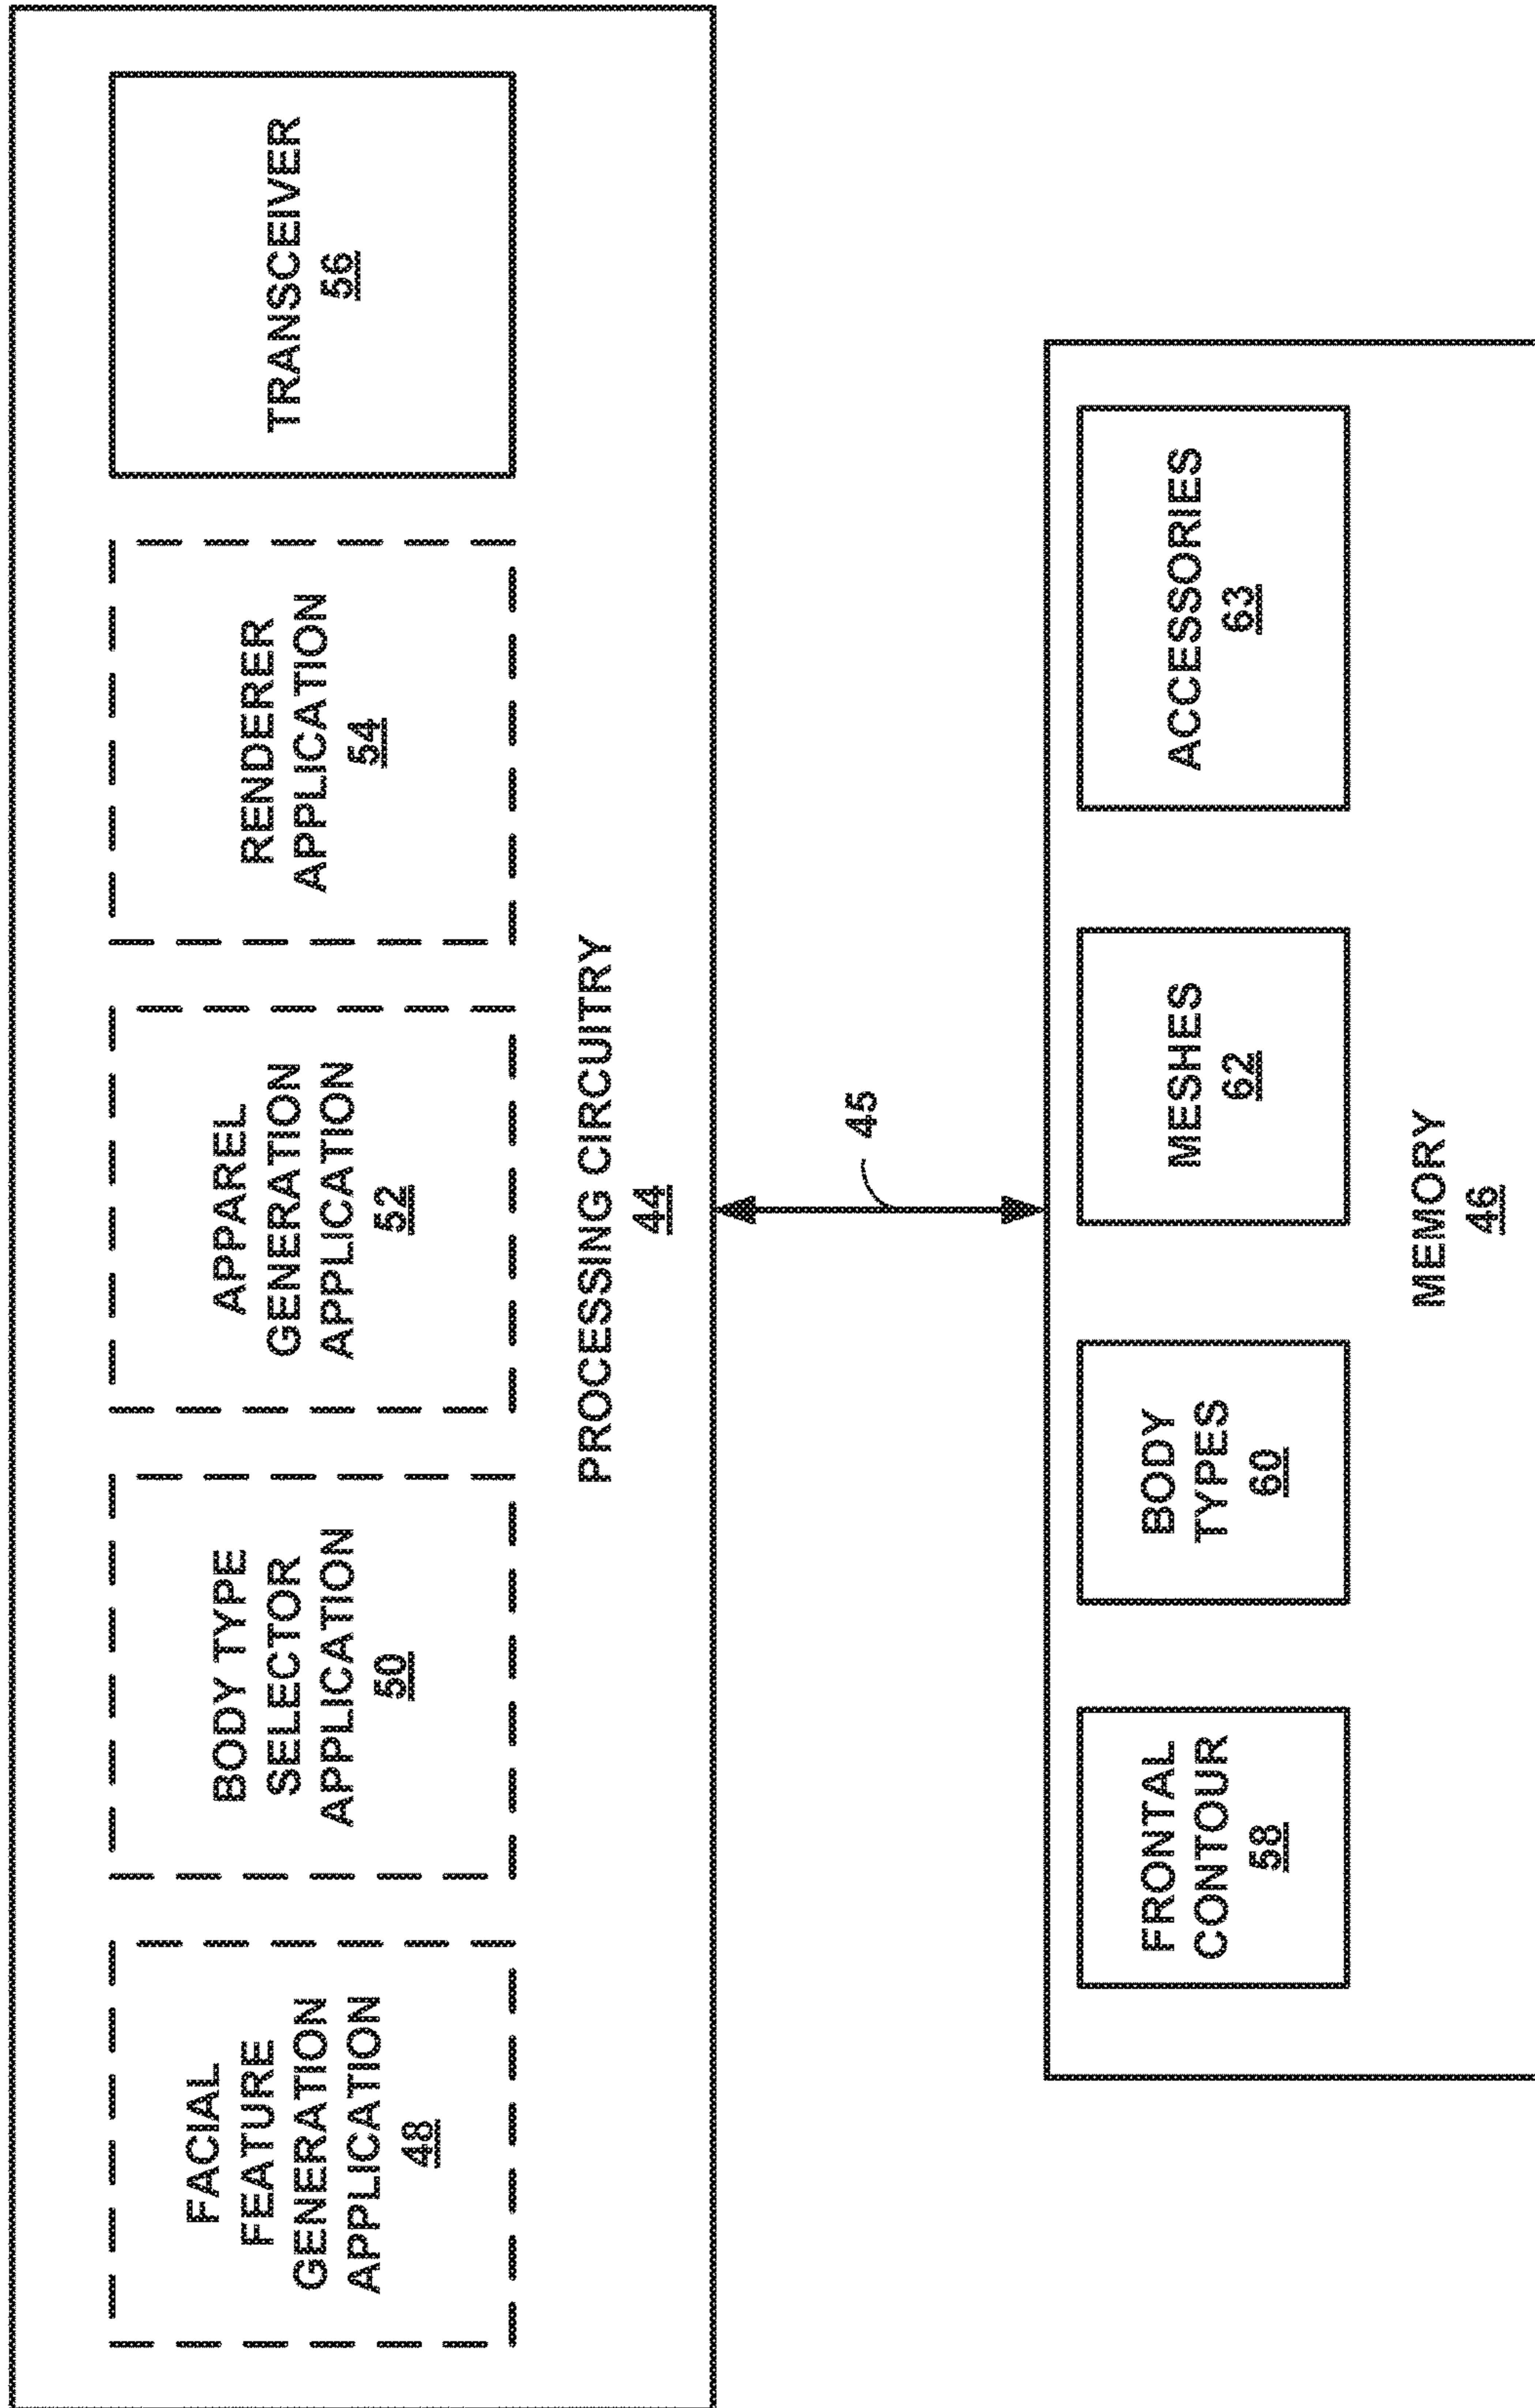 FACIAL
FEATURE
GENERATION
APPLICATION
48
BODY TYPE
SELECTOR
APPLICATION
50
APPAREL
GENERATION
APPLICATION
52
RENDERER
APPLICATION
54
TRANSCEIVER
56
PROCESSING CIRCUITRY
44
45
FRONTAL
CONTOUR
58
BODY
TYPES
60
MESHES
62
ACCESSORIES
63
MEMORY
46